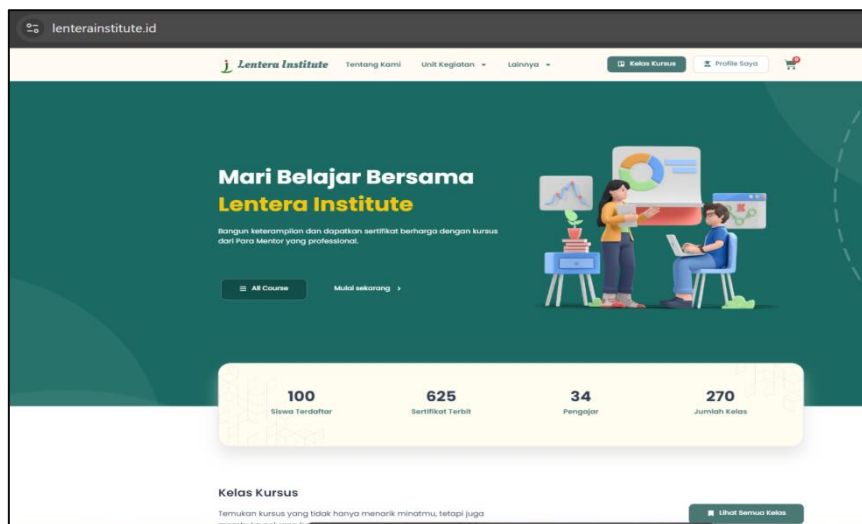 lenterainstitute.id
Lentera Institute Tentang Kami Unit Kegiatan Lainnya Kelas Kursus Profile Saya
Mari Belajar Bersama
Lentera Institute
Bangun keterampilan dan dapatkan sertifikat berharga dengan kursus
dari Para Mentor yang professional.
All Course Mulai sekarang >
100 625 34 270
Siswa Terdaftar Sertifikat Terbit Pengajar Jumlah Kelas
Kelas Kursus
Temukan kursus yang tidak hanya menarik minatmu, tetapi juga
Lihat Semua Kelas